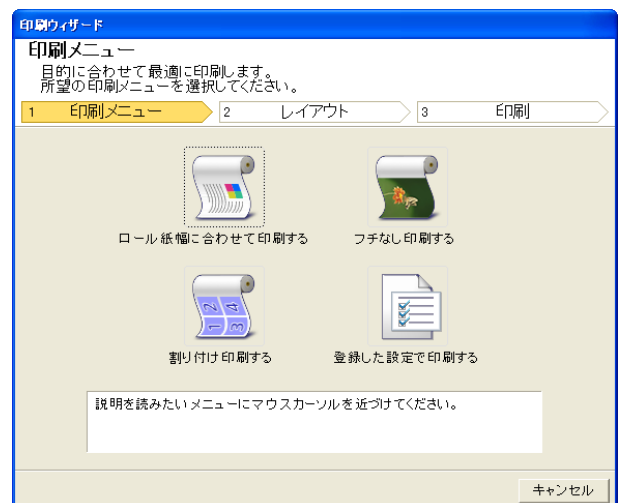 印刷ウィザード
印刷メニュー
目的に合わせて最適に印刷します。
所望の印刷メニューを選択してください。
1 印刷メニュー 2 レイアウト 3 印刷
ロール紙幅に合わせて印刷する フチなし印刷する
1 2 3 4
割り付け印刷する 登録した設定で印刷する
説明を読みたいメニューにマウスカーソルを近づけてください。
キャンセル